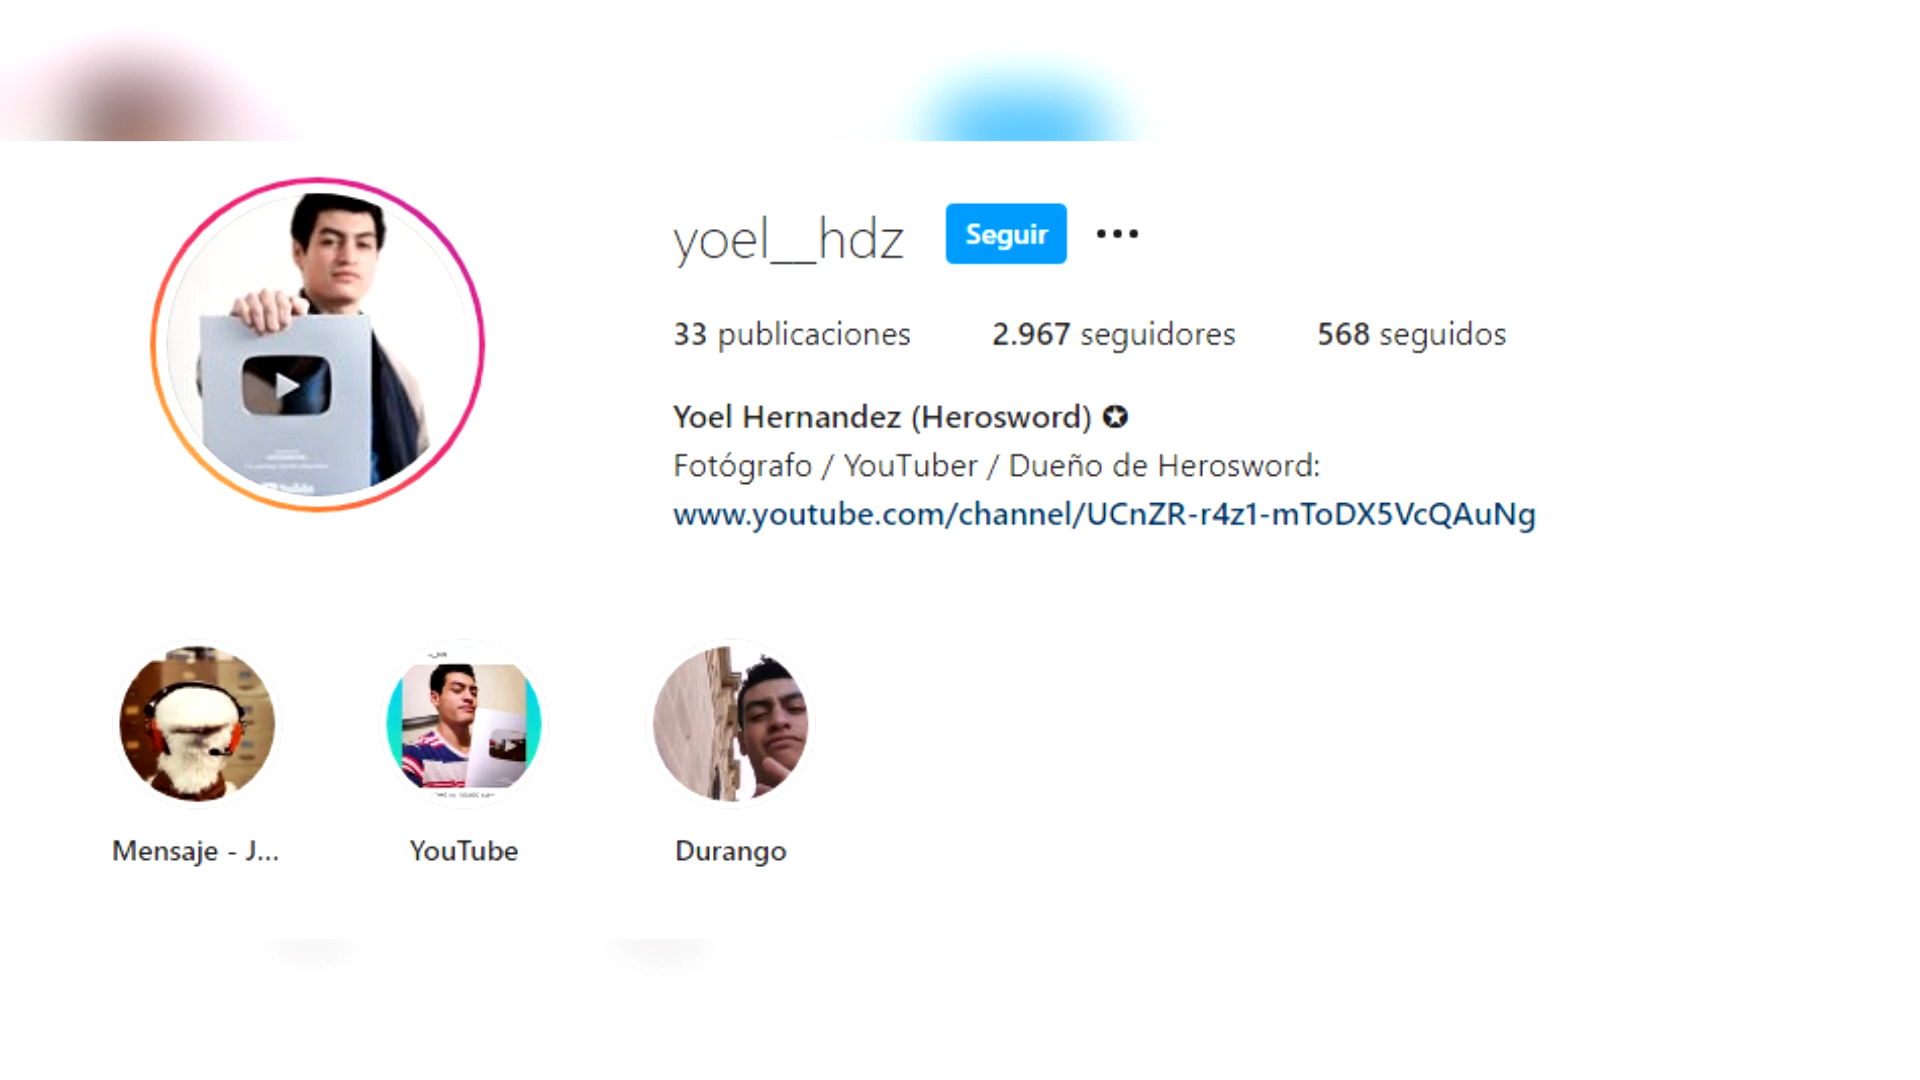 yoel__hdz Seguir
33 publicaciones 2.967 seguidores 568 seguidos
Yoel Hernandez (Herosword) ✪
Fotógrafo / YouTuber / Dueño de Herosword:
www.youtube.com/channel/UCnZR-r4z1-mToDX5VcQAuNg
Mensaje - J... YouTube Durango